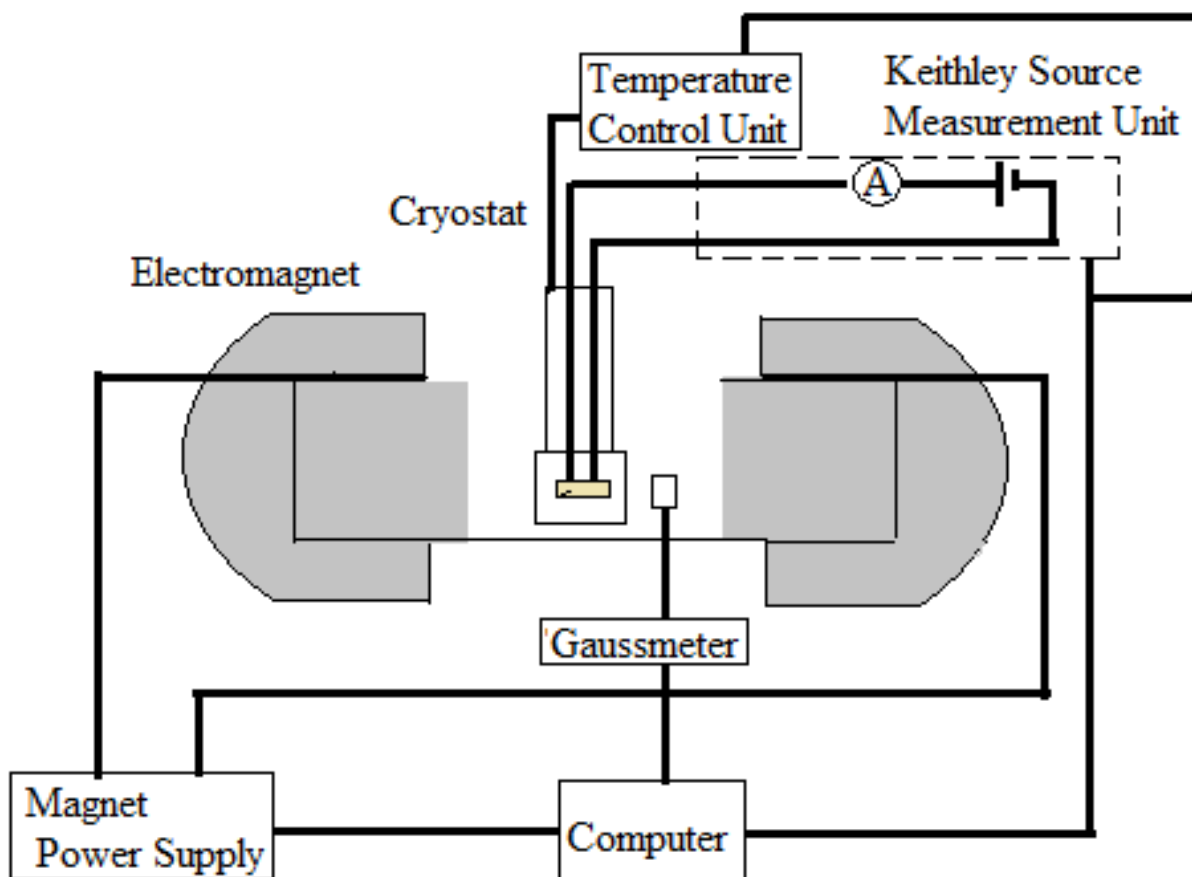 Temperature
Control Unit
Keithley Source
Measurement Unit
A
Cryostat
Electromagnet
Gaussmeter
Magnet
Power Supply
Computer